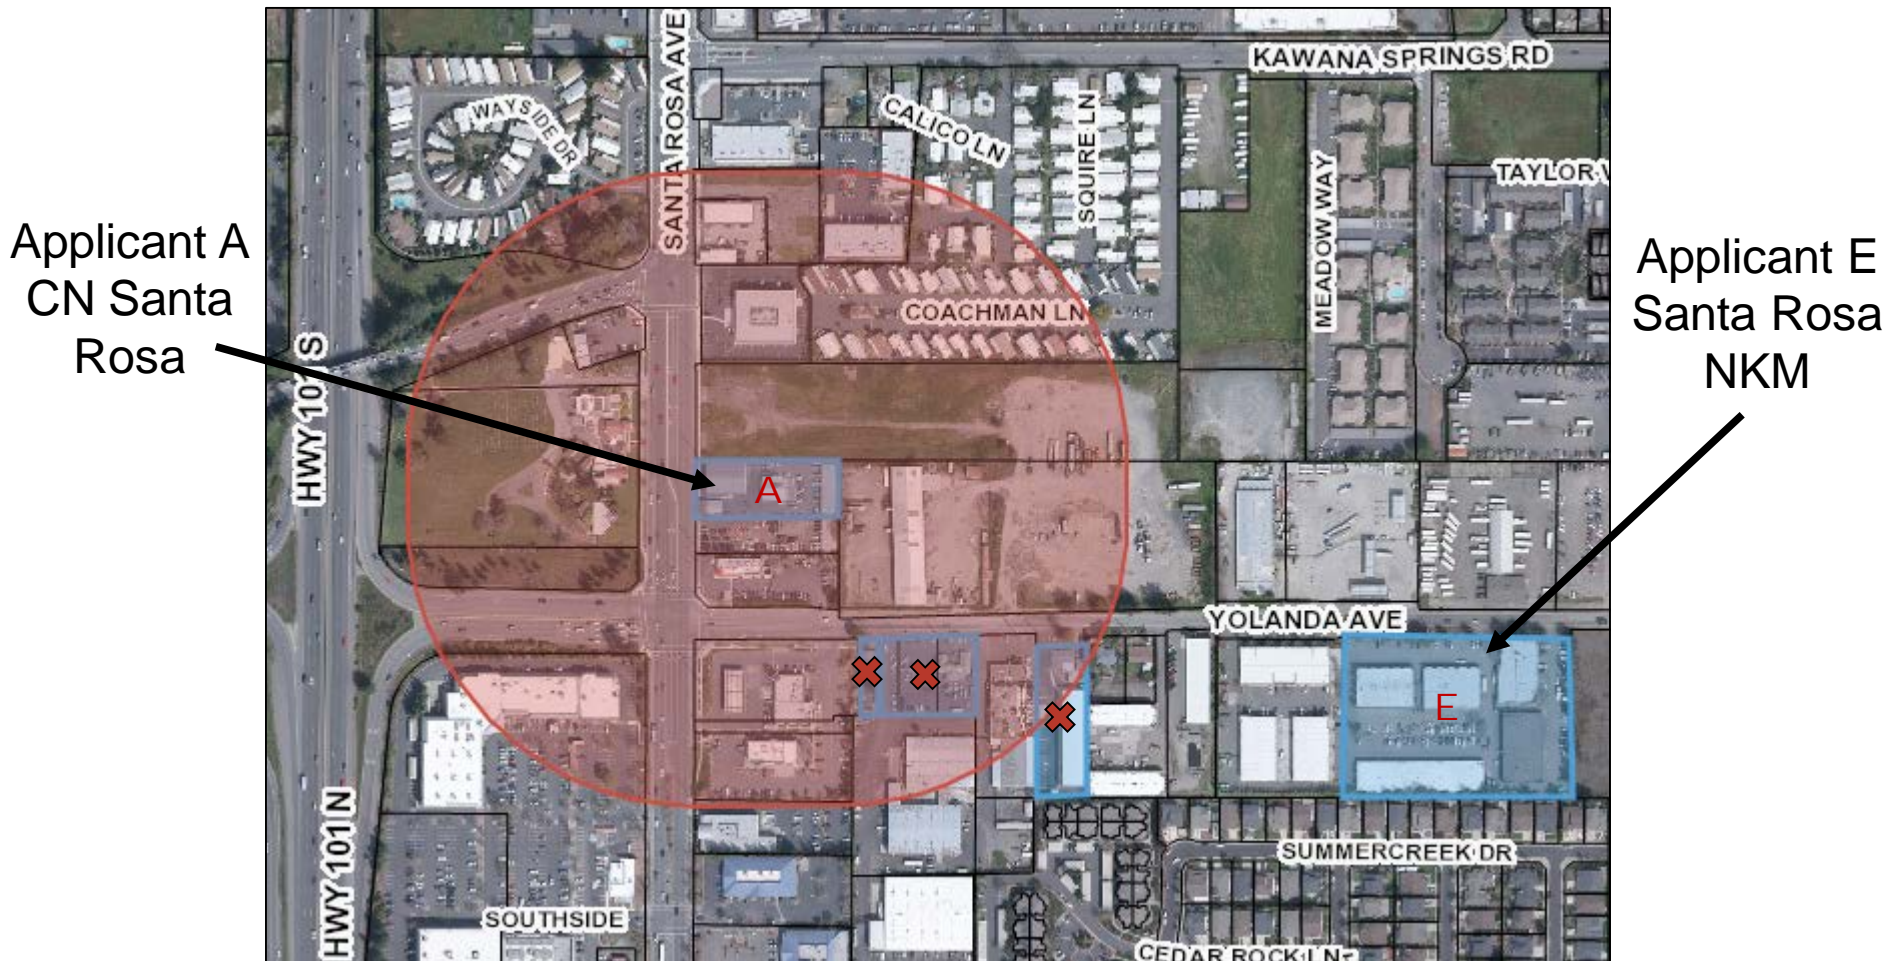 KAWANA SPRINGS RD
SANTA ROSA AVE
WAYSIDE DR
CALICO LN
SQUIRE LN
MEADOW WAY
TAYLOR
Applicant A
CN Santa
Rosa
Applicant E
Santa Rosa
NKM
COACHMAN LN
HWY 101 S
A
YOLANDA AVE
E
HWY 101 N
SUMMERCREEK DR
SOUTHSIDE
CEDAR ROCK LN